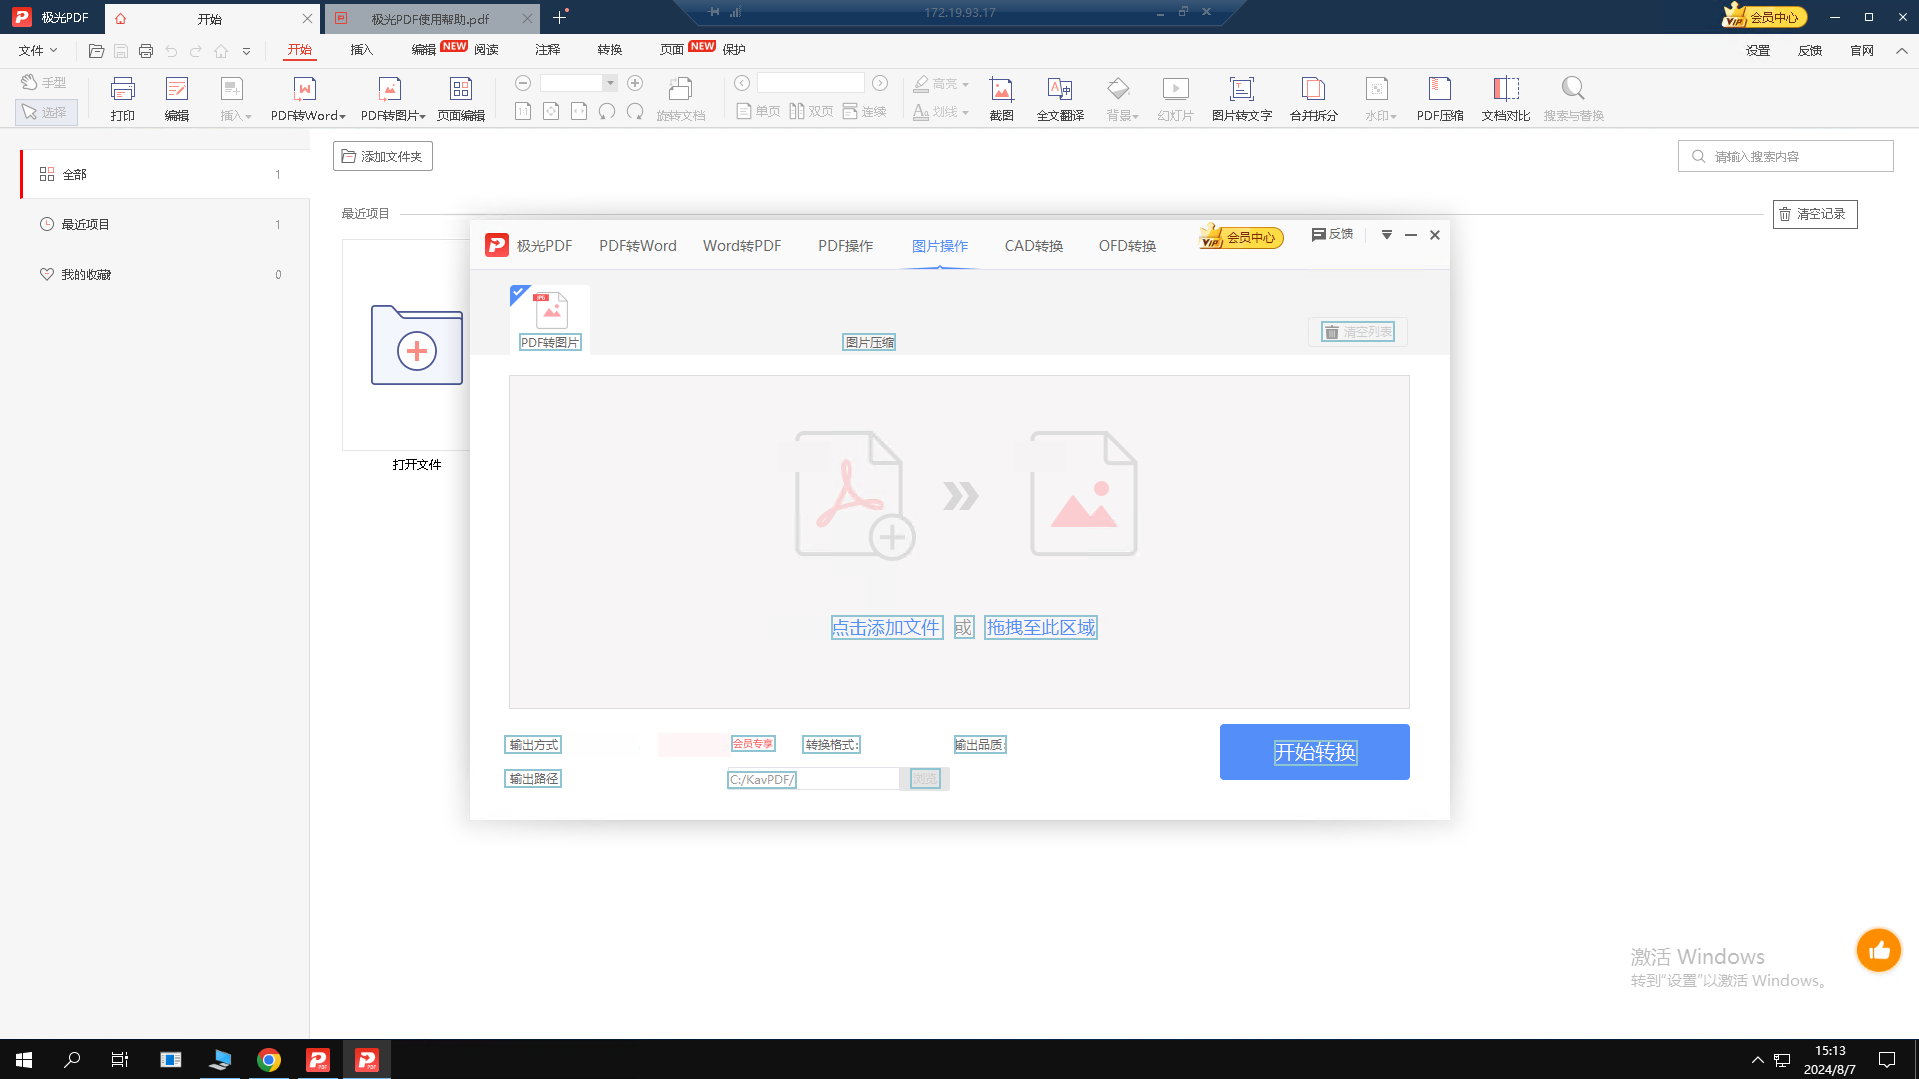 极光PDF 开始 极光PDF使用帮助.pdf 172.19.93.17 VIP 会员中心
文件 开始 插入 编辑 NEW 阅读 注释 转换 页面 NEW 保护 设置 反馈 官网
手型
选择
打印 编辑 插入 PDF转Word PDF转图片 页面编辑 旋转文档 单页 双页 连续 高亮 划线 截图 全文翻译 背景 幻灯片 图片转文字 合并拆分 水印 PDF压缩 文档对比 搜索与替换
全部 1
最近项目 1
我的收藏 0
添加文件夹 请输入搜索内容
最近项目 清空记录
打开文件
极光PDF PDF转Word Word转PDF PDF操作 图片操作 CAD转换 OFD转换 VIP 会员中心 反馈
JPG
PDF转图片 图片压缩 清空列表
点击添加文件 或 拖拽至此区域
输出方式 会员专享 转换格式: 输出品质:
输出路径 C:/KavPDF/ 浏览
开始转换
激活 Windows
转到"设置"以激活 Windows。
15:13
2024/8/7